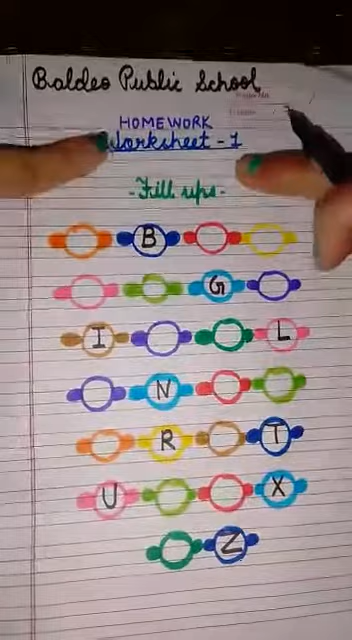 Baldeo Public School
HOMEWORK
Worksheet - 1
- Fill ups -
B
G
I L
N
R T
U X
Z